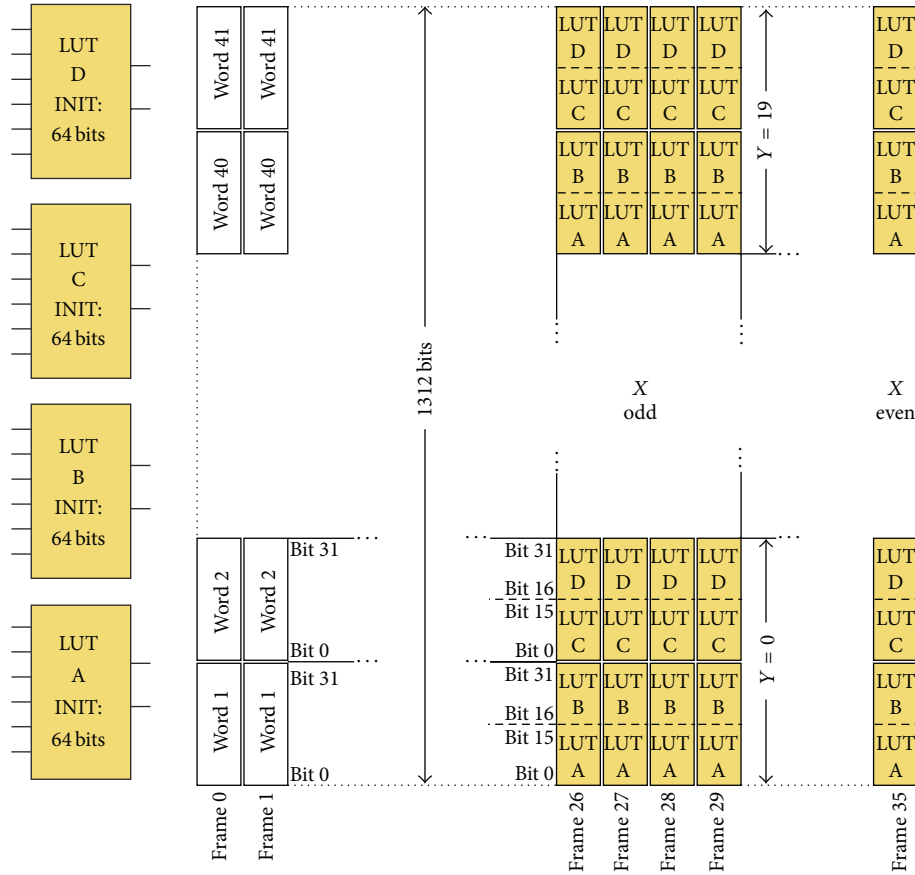 LUT
D
INIT:
64 bits
LUT
C
INIT:
64 bits
LUT
B
INIT:
64 bits
LUT
A
INIT:
64 bits
Word 41
Word 41
Word 40
Word 40
Word 2
Word 2
Word 1
Word 1
Bit 31
Bit 0
Bit 31
Bit 0
Frame 0
Frame 1
1312 bits
LUT LUT LUT LUT
D D D D
LUT LUT LUT LUT
C C C C
LUT LUT LUT LUT
B B B B
LUT LUT LUT LUT
A A A A
Y = 19
LUT
D
LUT
C
LUT
B
LUT
A
X
odd
X
even
Bit 31
Bit 16
Bit 15
Bit 0
Bit 31
Bit 16
Bit 15
Bit 0
LUT LUT LUT LUT
D D D D
LUT LUT LUT LUT
C C C C
LUT LUT LUT LUT
B B B B
LUT LUT LUT LUT
A A A A
Y = 0
LUT
D
LUT
C
LUT
B
LUT
A
Frame 26
Frame 27
Frame 28
Frame 29
Frame 35